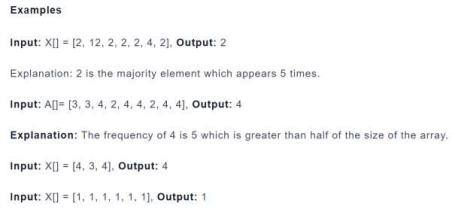 Examples
Input: X[] = [2, 12, 2, 2, 2, 4, 2], Output: 2
Explanation: 2 is the majority element which appears 5 times.
Input: A[]= [3, 3, 4, 2, 4, 4, 2, 4, 4], Output: 4
Explanation: The frequency of 4 is 5 which is greater than half of the size of the array.
Input: X[] = [4, 3, 4], Output: 4
Input: X[] = [1, 1, 1, 1, 1, 1], Output: 1